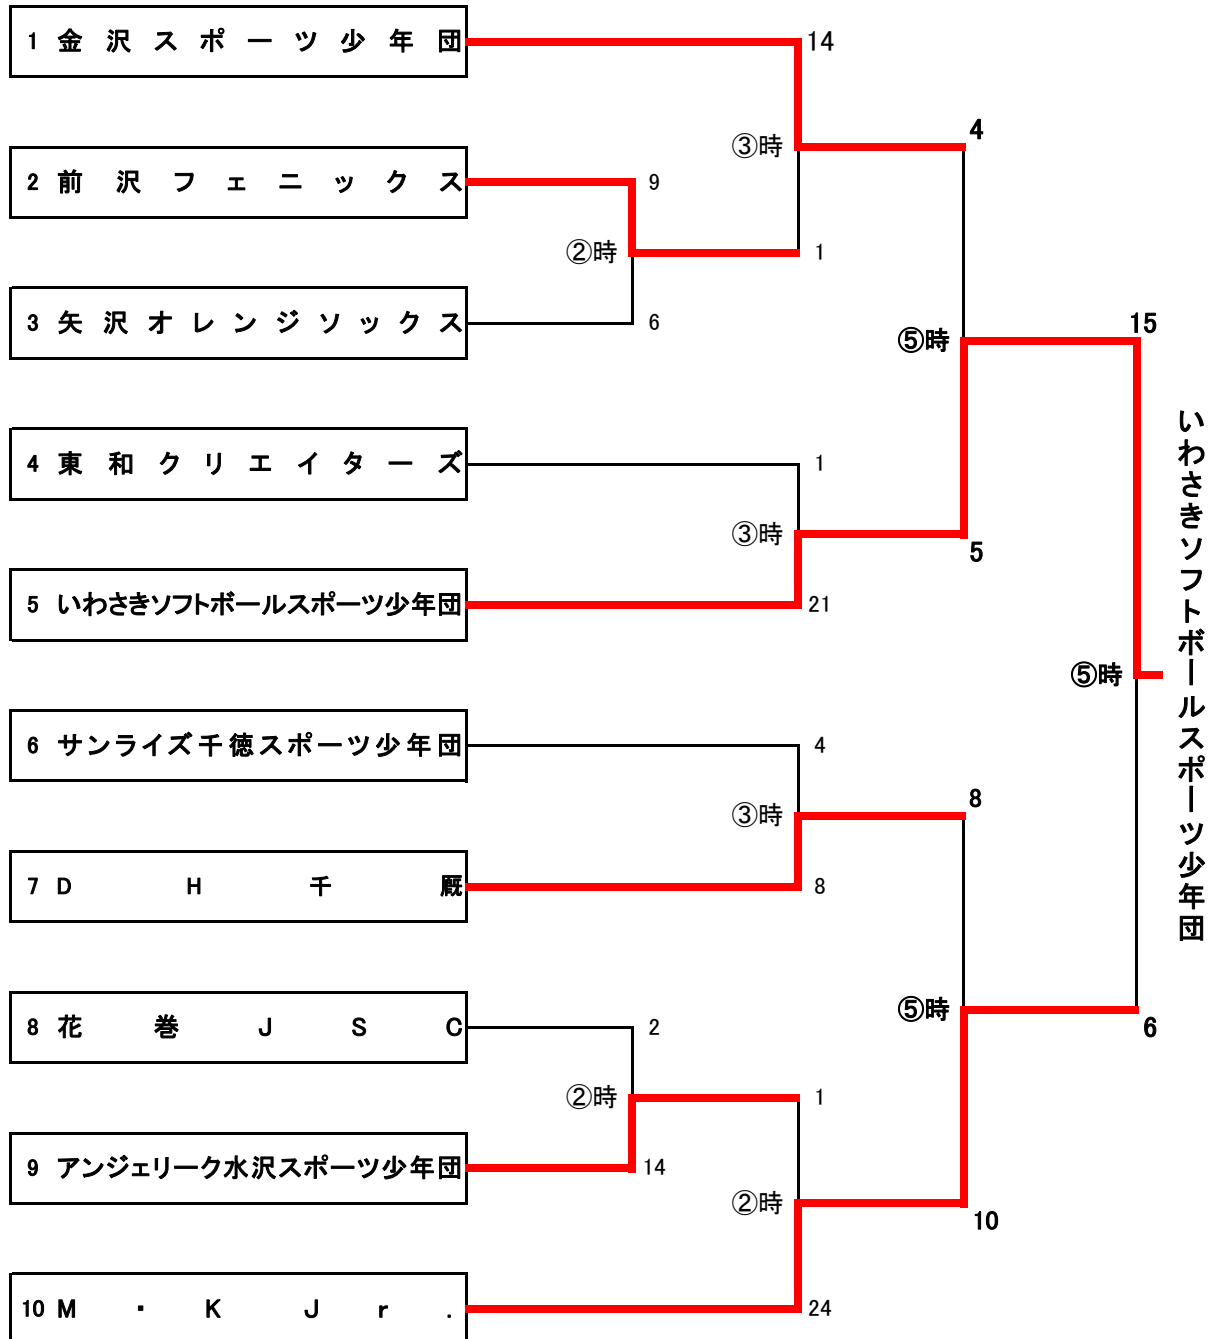 1 金沢スポーツ少年団
14
③時
4
2 前沢フェニックス
9
②時
1
3 矢沢オレンジソックス
6
⑤時
15
4 東和クリエイターズ
1
③時
5
5 いわさきソフトボールスポーツ少年団
21
⑤時
いわさきソフトボールスポーツ少年団
6 サンライズ千徳スポーツ少年団
4
③時
8
7 DH千厩
8
8 花巻JSC
2
⑤時
6
②時
1
9 アンジェリーク水沢スポーツ少年団
14
②時
10
10 M・KJr.
24